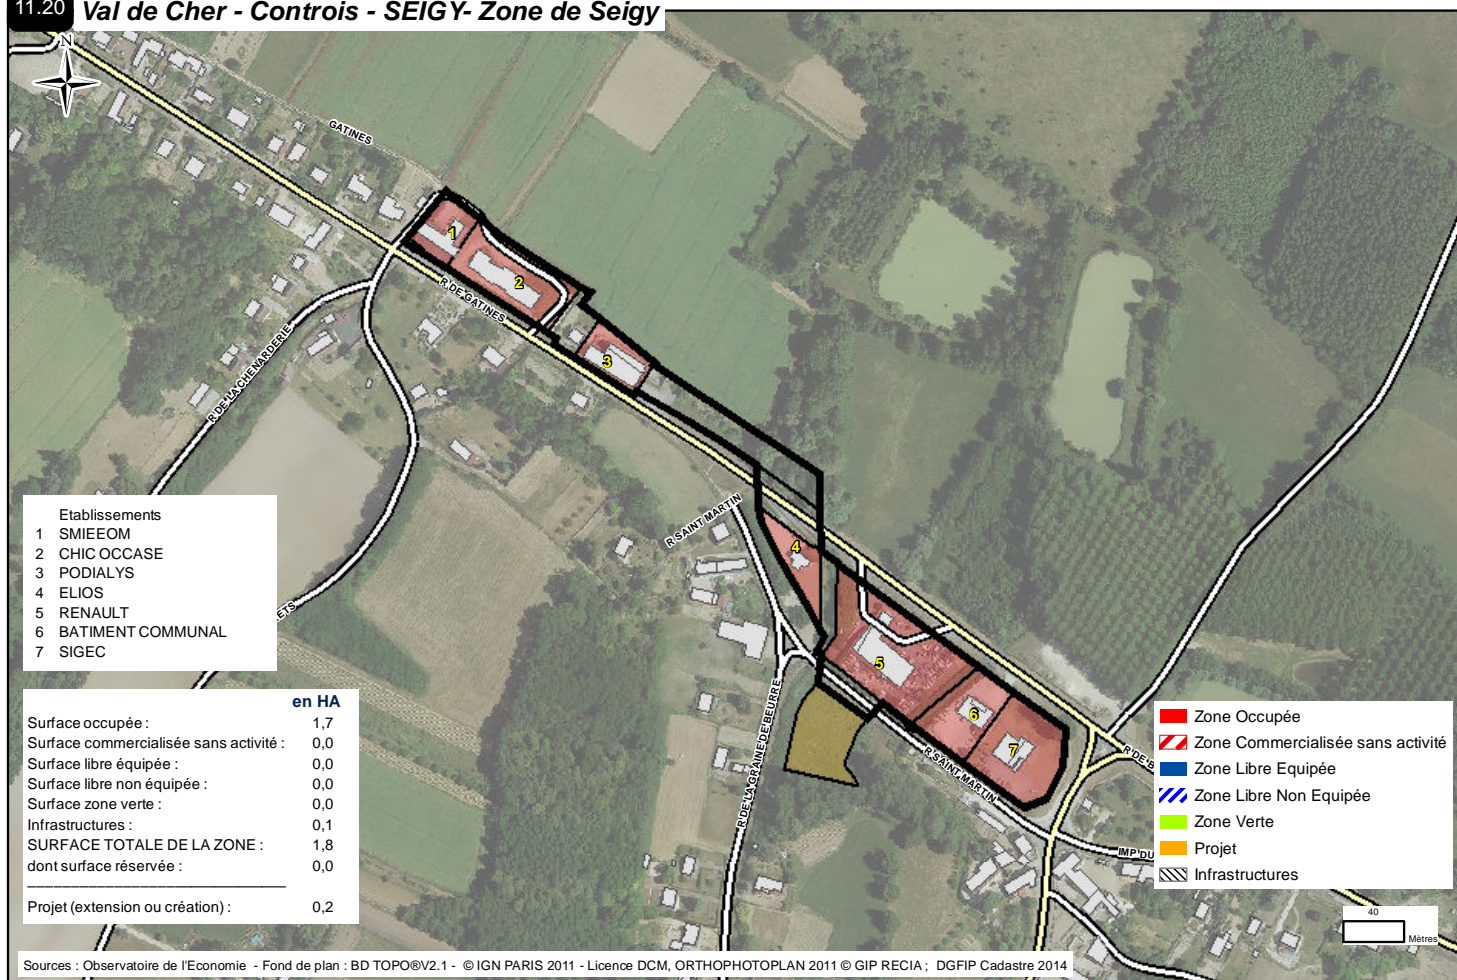 11.20 Val de Cher - Controis - SEIGY- Zone de Seigy
N
GATINES
1
2
R DE GATINES
3
R DE LA CHENARDERIE
R SAINT MARTIN
4
5
6
7
R DE LA GRAINE DE BEURRE
R SAINT MARTIN
R DE B
IMP DU
ETS
Etablissements
1 SMIEEOM
2 CHIC OCCASE
3 PODIALYS
4 ELIOS
5 RENAULT
6 BATIMENT COMMUNAL
7 SIGEC
en HA
Surface occupée : 1,7
Surface commercialisée sans activité : 0,0
Surface libre équipée : 0,0
Surface libre non équipée : 0,0
Surface zone verte : 0,0
Infrastructures : 0,1
SURFACE TOTALE DE LA ZONE : 1,8
dont surface réservée : 0,0
Projet (extension ou création) : 0,2
Zone Occupée
Zone Commercialisée sans activité
Zone Libre Equipée
Zone Libre Non Equipée
Zone Verte
Projet
Infrastructures
40
Mètres
Sources : Observatoire de l'Economie - Fond de plan : BD TOPO®V2.1 - © IGN PARIS 2011 - Licence DCM, ORTHOPHOTOPLAN 2011 © GIP RECIA ; DGFIP Cadastre 2014